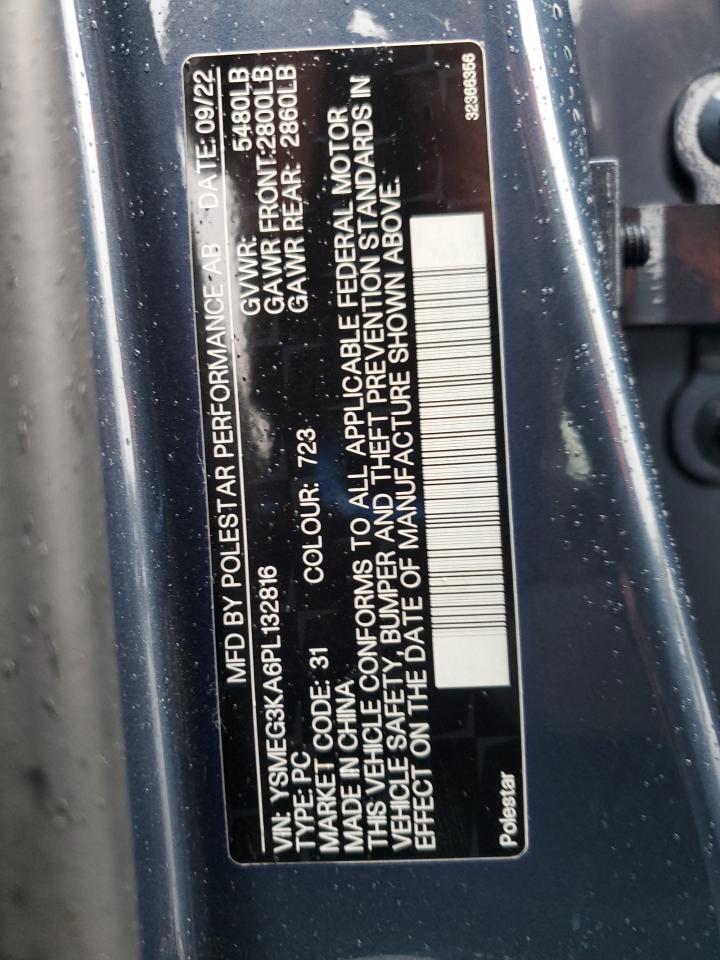 MFD BY POLESTAR PERFORMANCE AB DATE: 09/22
GVWR: 5480LB
VIN: YSMEG3KA6PL132816 GAWR FRONT:2800LB
TYPE: PC GAWR REAR: 2860LB
MARKET CODE: 31 COLOUR: 723
MADE IN CHINA
THIS VEHICLE CONFORMS TO ALL APPLICABLE FEDERAL MOTOR
VEHICLE SAFETY, BUMPER AND THEFT PREVENTION STANDARDS IN
EFFECT ON THE DATE OF MANUFACTURE SHOWN ABOVE.
Polestar 32366356